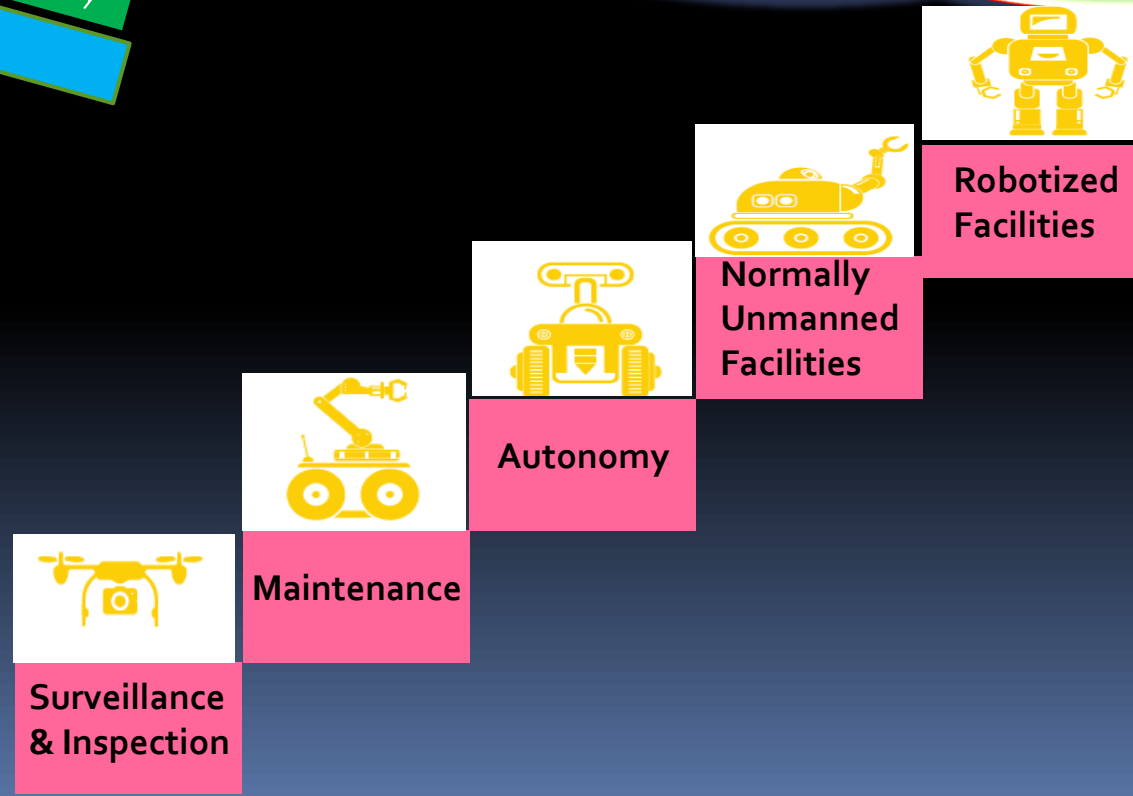 Robotized
Facilities
Normally
Unmanned
Facilities
Autonomy
Maintenance
Surveillance
& Inspection